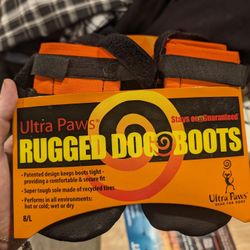 Ultra Paws®
Stays on Guaranteed
RUGGED DOG BOOTS
• Patented design keeps boots tight -
providing a comfortable & secure fit
• Super tough sole made of recycled tires
• Performs in all environments:
hot or cold, wet or dry
8/L
Ultra Paws
GEAR FOR DOGS